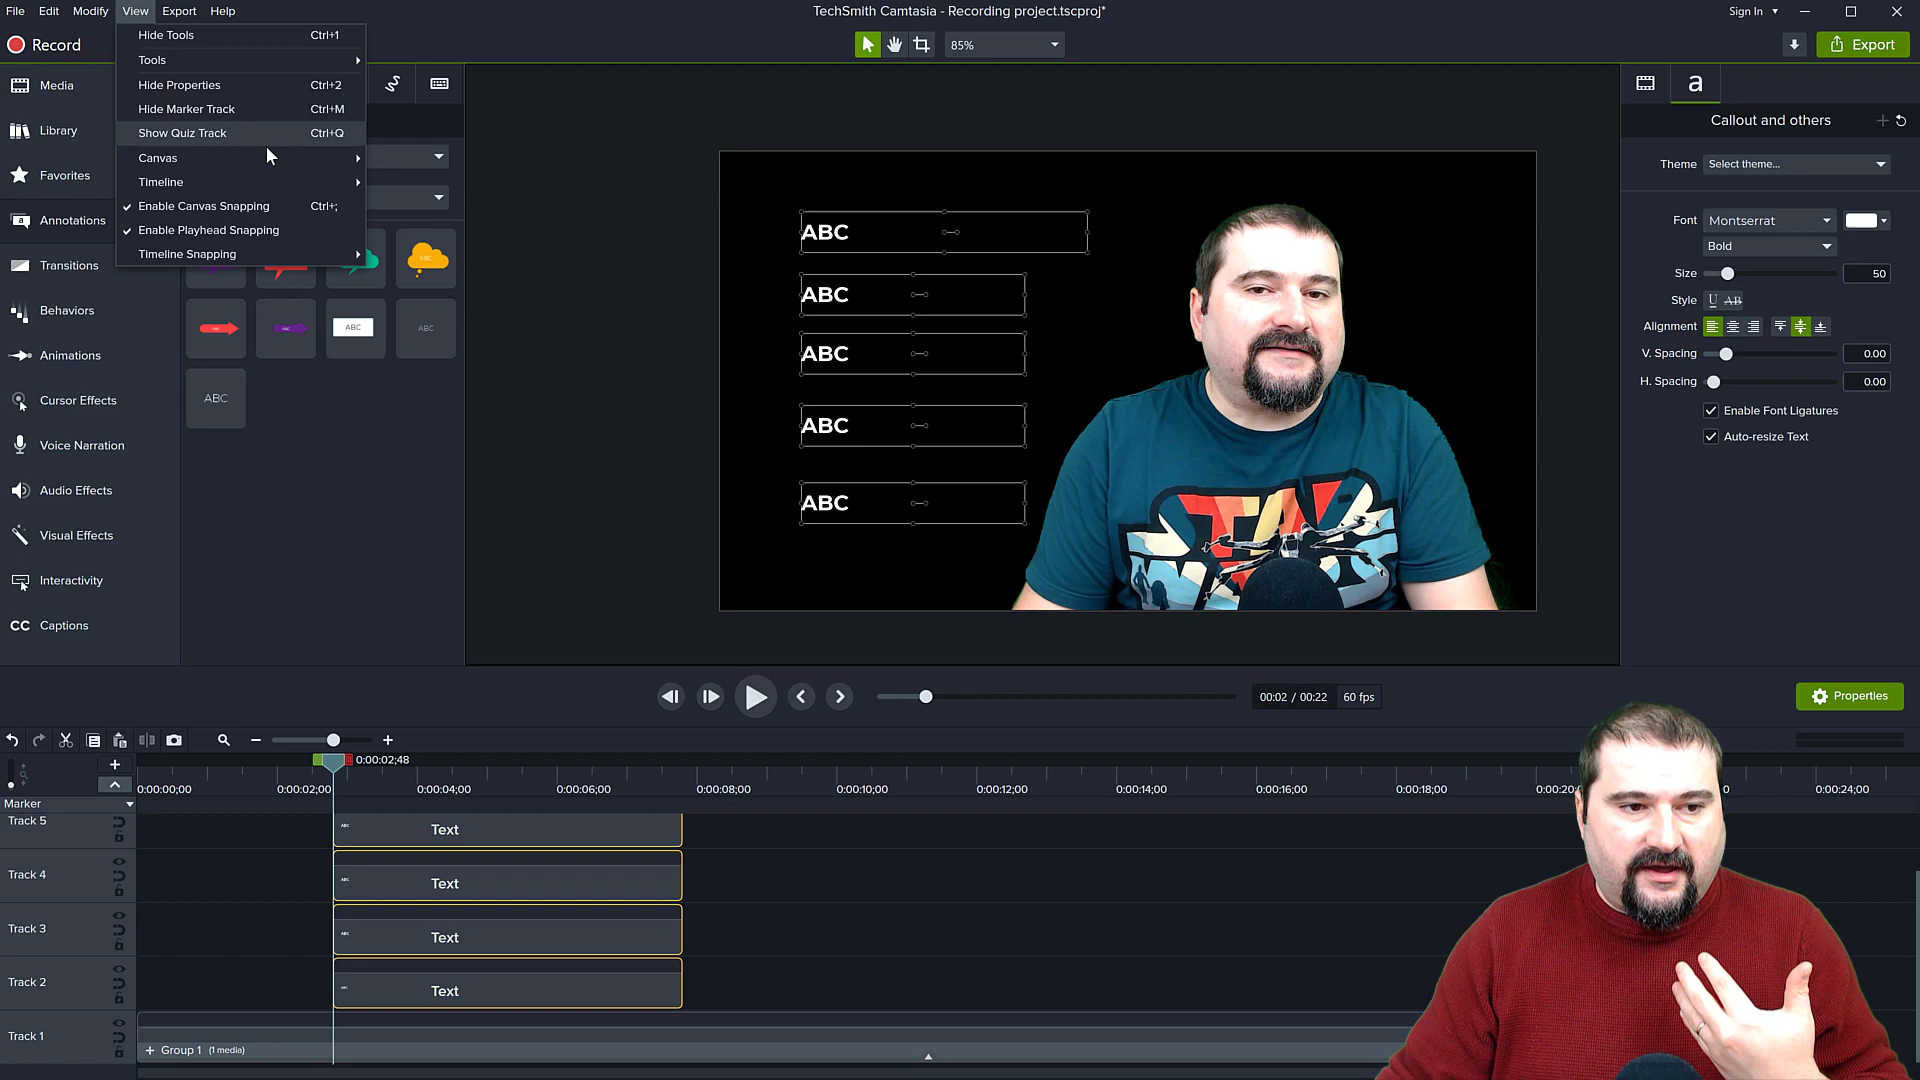 File Edit Modify View Export Help
TechSmith Camtasia - Recording project.tscproj*
Sign In
Record
85%
Export
Hide Tools Ctrl+1
Tools
Hide Properties Ctrl+2
Hide Marker Track Ctrl+M
Show Quiz Track Ctrl+Q
Canvas
Timeline
Enable Canvas Snapping Ctrl+;
Enable Playhead Snapping
Timeline Snapping
Media
Library
Favorites
Annotations
Transitions
Behaviors
Animations
Cursor Effects
Voice Narration
Audio Effects
Visual Effects
Interactivity
CC Captions
ABC
ABC
ABC
ABC
ABC
ABC
ABC
ABC
ABC
ABC
ABC
a
Callout and others
Theme Select theme...
Font Montserrat
Bold
Size 50
Style U AB
Alignment
V. Spacing 0.00
H. Spacing 0.00
Enable Font Ligatures
Auto-resize Text
00:02 / 00:22 60 fps
Properties
0:00:02;48
0:00:00;00 0:00:02;00 0:00:04;00 0:00:06;00 0:00:08;00 0:00:10;00 0:00:12;00 0:00:14;00 0:00:16;00 0:00:18;00 0:00:24;00
Marker
Track 5
Text
Track 4
Text
Track 3
Text
Track 2
Text
Track 1
+ Group 1 (1 media)